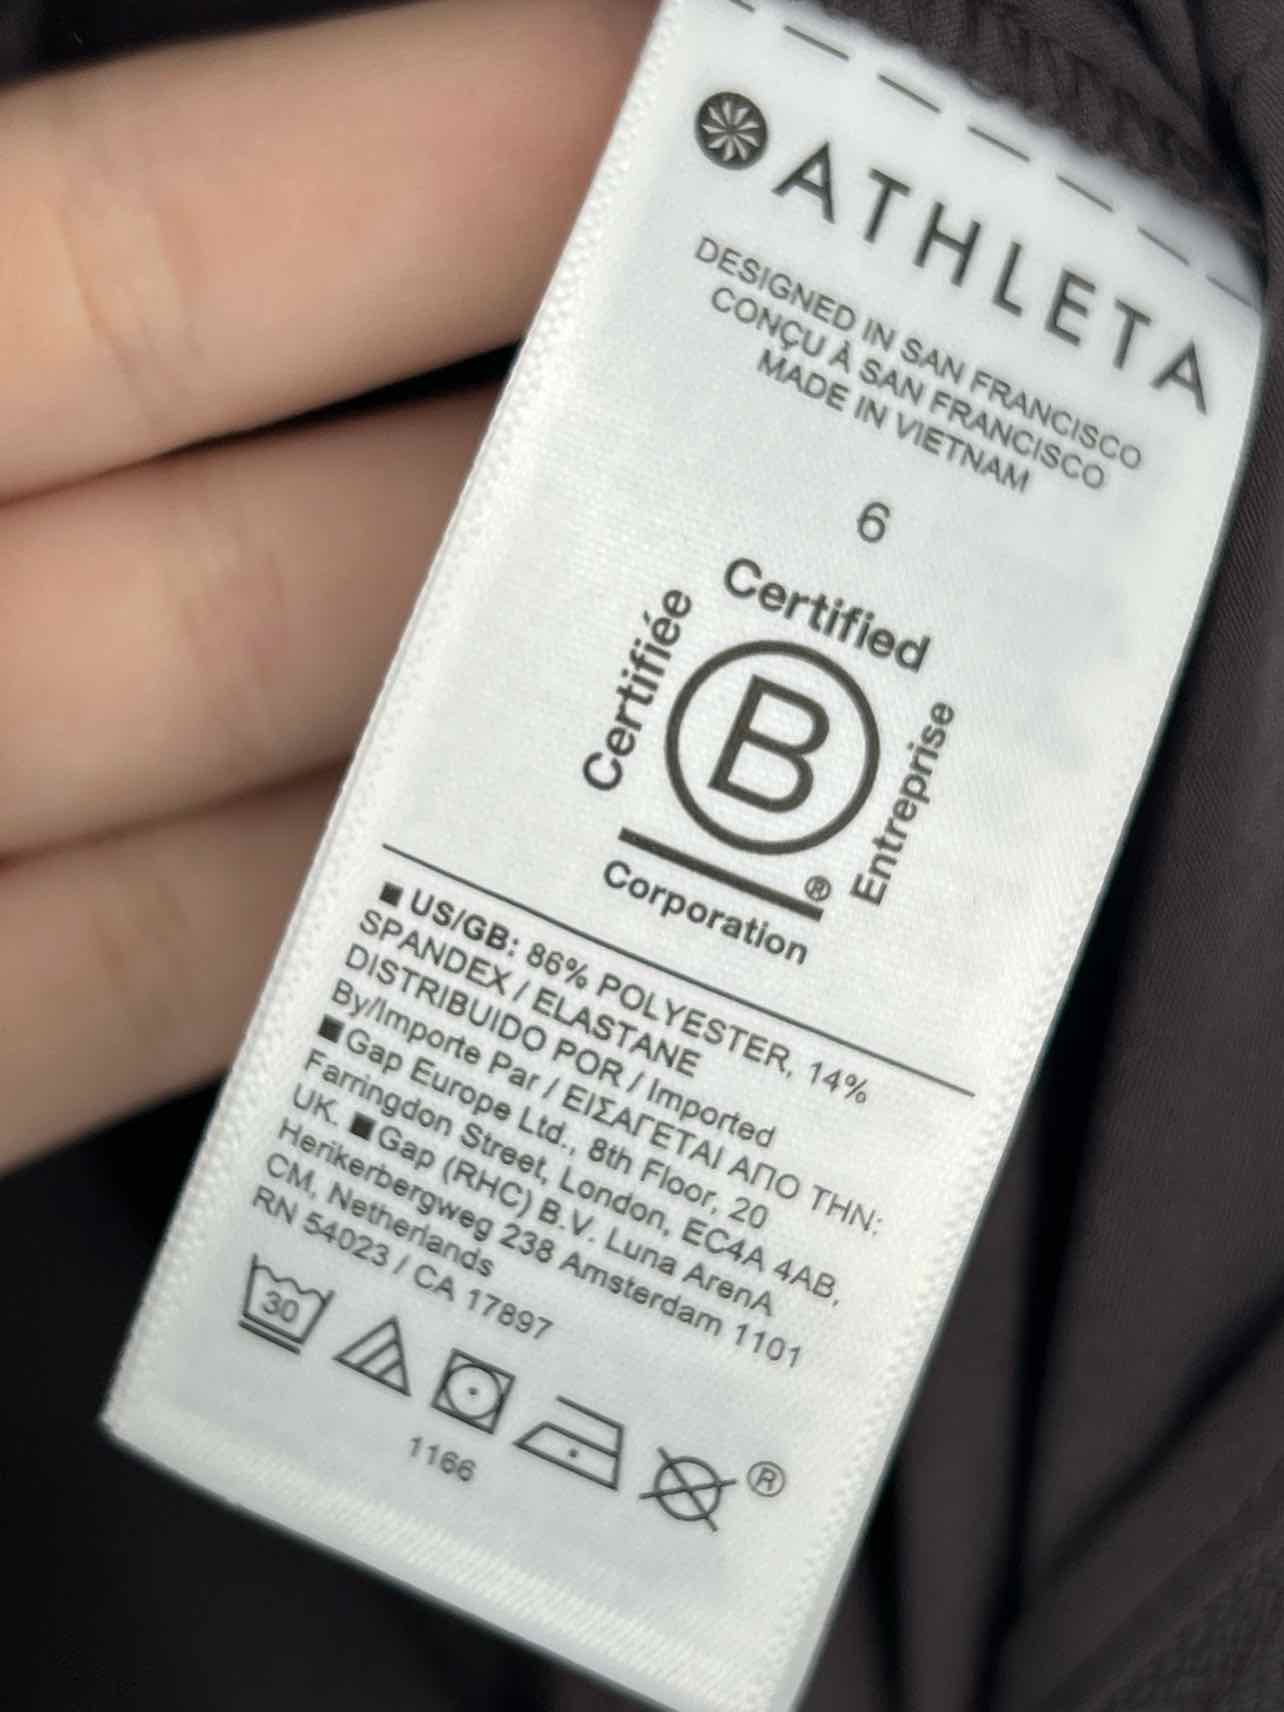 ATHLETA
DESIGNED IN SAN FRANCISCO
CONÇU À SAN FRANCISCO
MADE IN VIETNAM
6
Certified
Certifiée
B
Entreprise
®
Corporation
■ US/GB: 86% POLYESTER, 14%
SPANDEX / ELASTANE
DISTRIBUIDO POR / Imported
By/Importe Par / ΕΙΣΑΓΕΤΑΙ ΑΠΟ ΤΗΝ:
■ Gap Europe Ltd., 8th Floor, 20
Farringdon Street, London, EC4A 4AB,
UK. ■ Gap (RHC) B.V. Luna ArenA
Herikerbergweg 238 Amsterdam 1101
CM, Netherlands
RN 54023 / CA 17897
30
®
1166